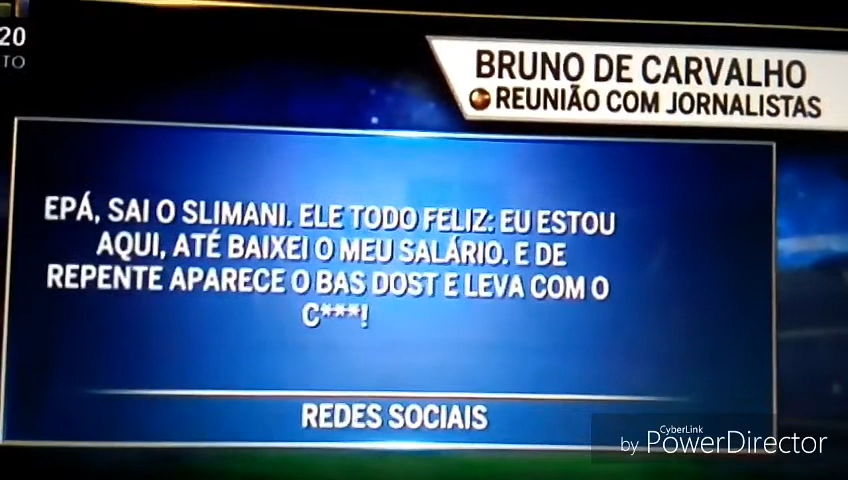 20
TO
BRUNO DE CARVALHO
REUNIÃO COM JORNALISTAS
EPÁ, SAI O SLIMANI. ELE TODO FELIZ: EU ESTOU
AQUI, ATÉ BAIXEI O MEU SALÁRIO. E DE
REPENTE APARECE O BAS DOST E LEVA COM O
C***!
REDES SOCIAIS
CyberLink
by PowerDirector